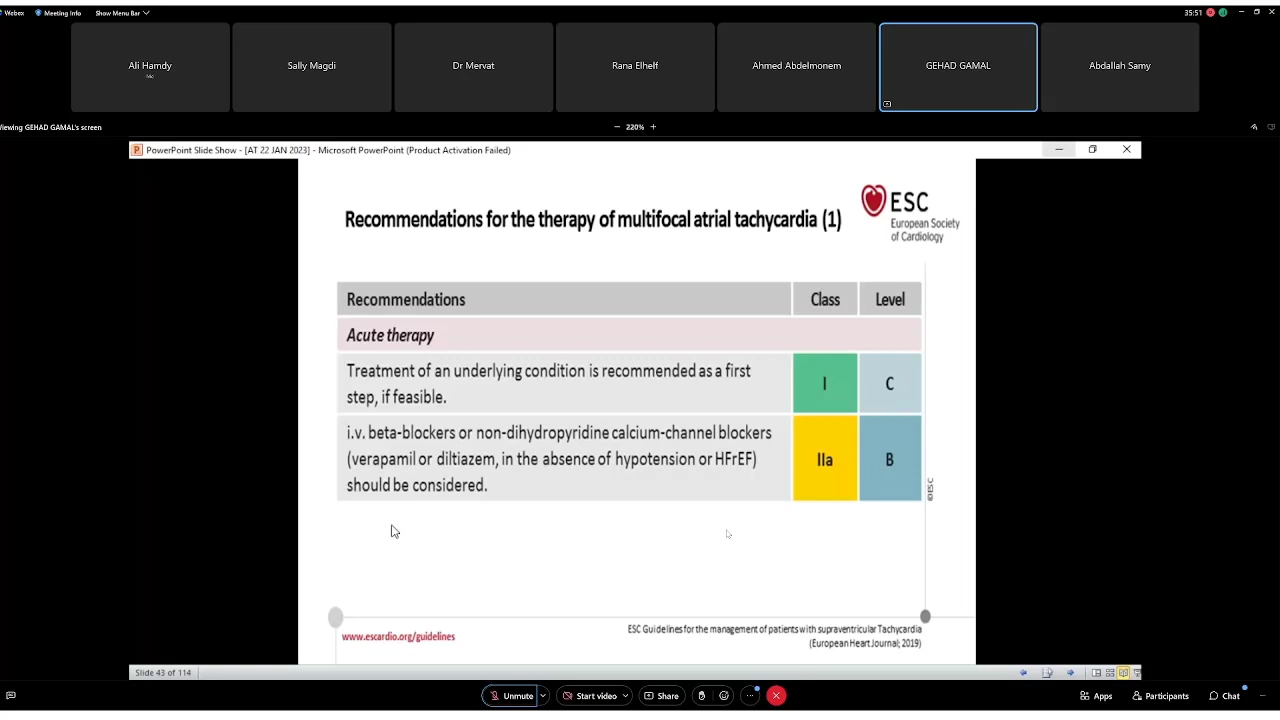 Webex
Meeting Info
Show Menu Bar
35:51
Ali Hamdy
Sally Magdi
Dr Mervat
Rana Elhelf
Ahmed Abdelmonem
GEHAD GAMAL
Abdallah Samy
Viewing GEHAD GAMAL's screen
220%
PowerPoint Slide Show - [AT 22 JAN 2023] - Microsoft PowerPoint (Product Activation Failed)
Recommendations for the therapy of multifocal atrial tachycardia (1)
ESC
European Society
of Cardiology
Recommendations Class Level
Acute therapy
Treatment of an underlying condition is recommended as a first
step, if feasible.
I C
i.v. beta-blockers or non-dihydropyridine calcium-channel blockers
(verapamil or diltiazem, in the absence of hypotension or HFrEF)
should be considered.
IIa B
©ESC
www.escardio.org/guidelines
ESC Guidelines for the management of patients with supraventricular Tachycardia
(European Heart Journal; 2019)
Slide 43 of 114
Unmute
Start video
Share
Apps
Participants
Chat